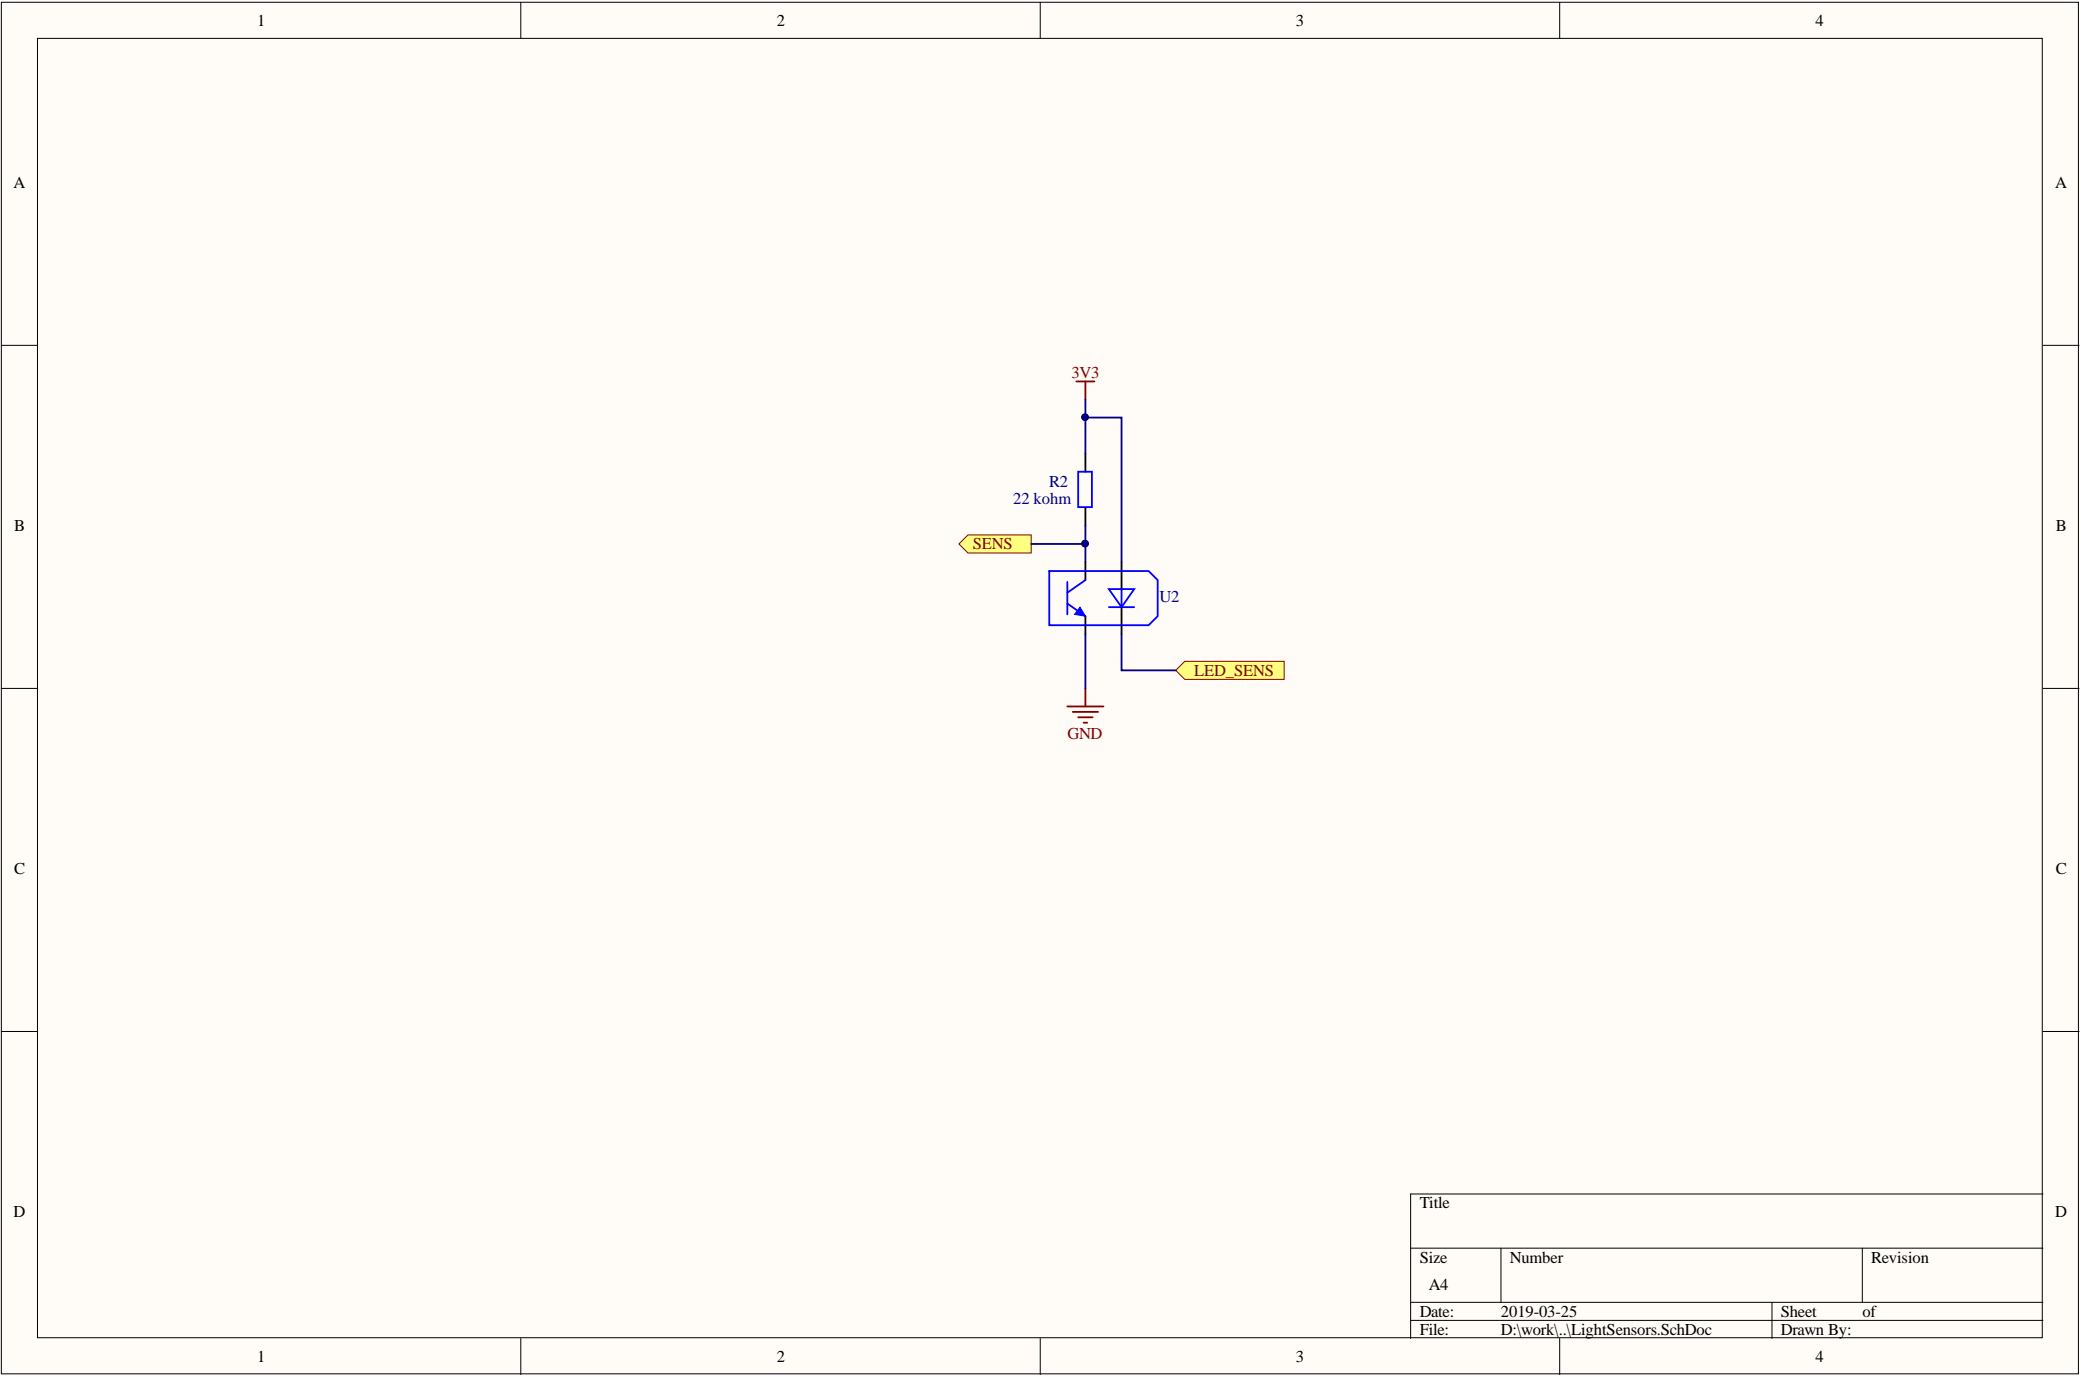 1 2 3 4
A A
3V3
R2
22 kohm
B B
SENS
U2
LED_SENS
GND
C C
Title
D D
Size Number Revision
A4
Date: 2019-03-25 Sheet of
File: D:\work\..\LightSensors.SchDoc Drawn By:
1 2 3 4